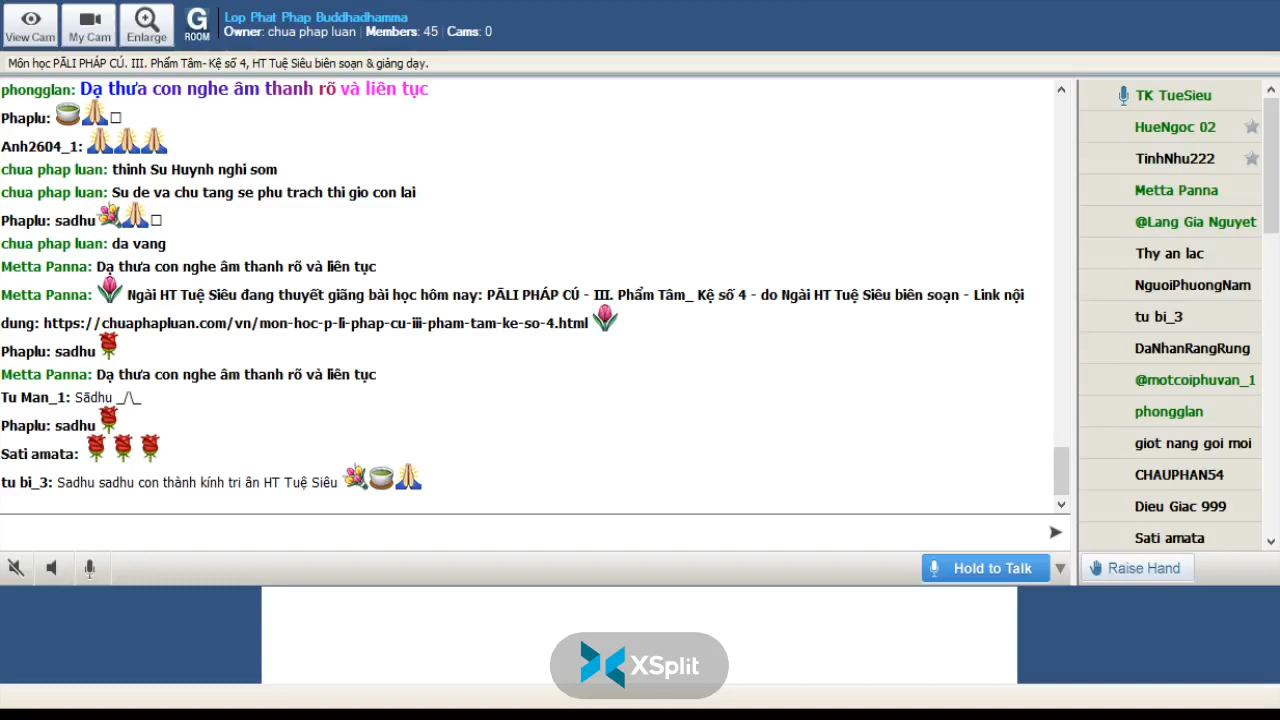 View Cam
My Cam
Enlarge
G
ROOM
Lop Phat Phap Buddhadhamma
Owner: chua phap luan | Members: 45 | Cams: 0
Môn học PĀLI PHÁP CÚ. III. Phẩm Tâm- Kệ số 4, HT Tuệ Siêu biên soạn & giảng dạy.
phongglan: Dạ thưa con nghe âm thanh rõ và liên tục
Phaplu:
Anh2604_1:
chua phap luan: thinh Su Huynh nghi som
chua phap luan: Su de va chu tang se phu trach thi gio con lai
Phaplu: sadhu
chua phap luan: da vang
Metta Panna: Dạ thưa con nghe âm thanh rõ và liên tục
Metta Panna: Ngài HT Tuệ Siêu đang thuyết giãng bài học hôm nay: PĀLI PHÁP CÚ - III. Phẩm Tâm_ Kệ số 4 - do Ngài HT Tuệ Siêu biên soạn - Link nội
dung: https://chuaphapluan.com/vn/mon-hoc-p-li-phap-cu-iii-pham-tam-ke-so-4.html
Phaplu: sadhu
Metta Panna: Dạ thưa con nghe âm thanh rõ và liên tục
Tu Man_1: Sādhu _/\_
Phaplu: sadhu
Sati amata:
tu bi_3: Sadhu sadhu con thành kính tri ân HT Tuệ Siêu
Hold to Talk
TK TueSieu
HueNgoc 02
TinhNhu222
Metta Panna
@Lang Gia Nguyet
Thy an lac
NguoiPhuongNam
tu bi_3
DaNhanRangRung
@motcoiphuvan_1
phongglan
giot nang goi moi
CHAUPHAN54
Dieu Giac 999
Sati amata
Raise Hand
XSplit